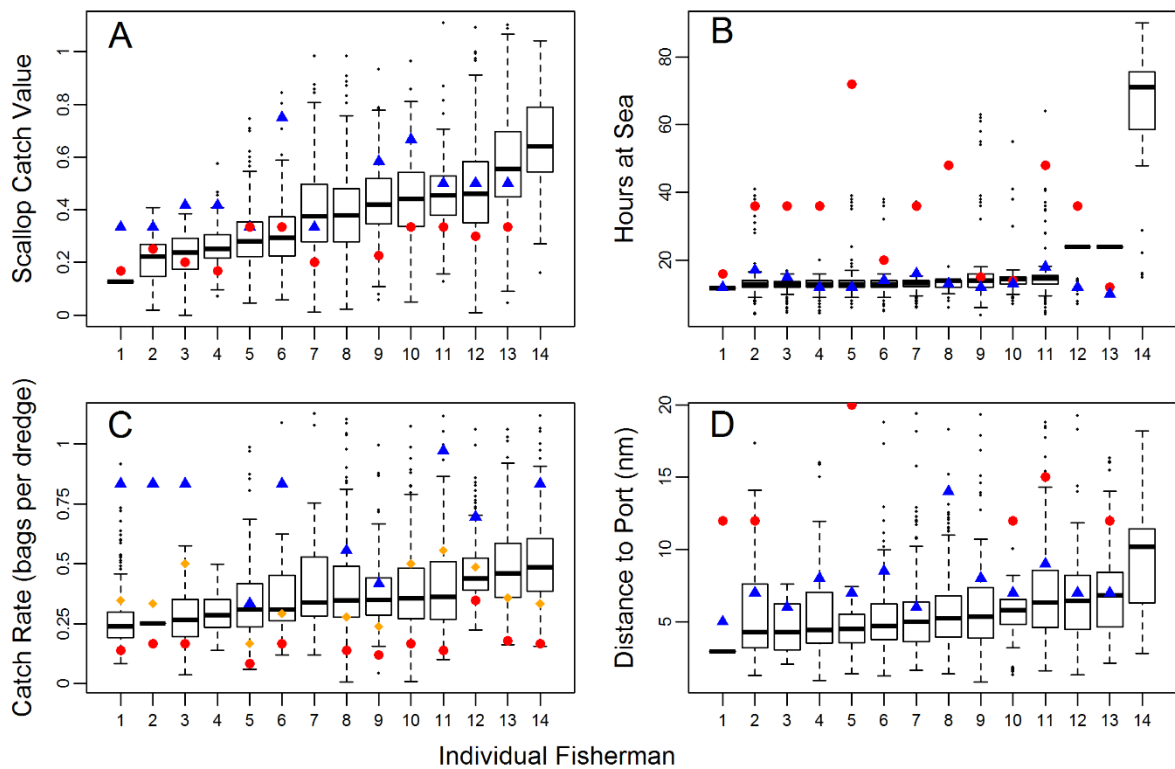 A
Scallop Catch Value
0 0.2 0.4 0.6 0.8 1
1 2 3 4 5 6 7 8 9 10 11 12 13 14
B
Hours at Sea
20 40 60 80
1 2 3 4 5 6 7 8 9 10 11 12 13 14
C
Catch Rate (bags per dredge)
0 0.25 0.5 0.75 1
1 2 3 4 5 6 7 8 9 10 11 12 13 14
D
Distance to Port (nm)
5 10 15 20
1 2 3 4 5 6 7 8 9 10 11 12 13 14
Individual Fisherman